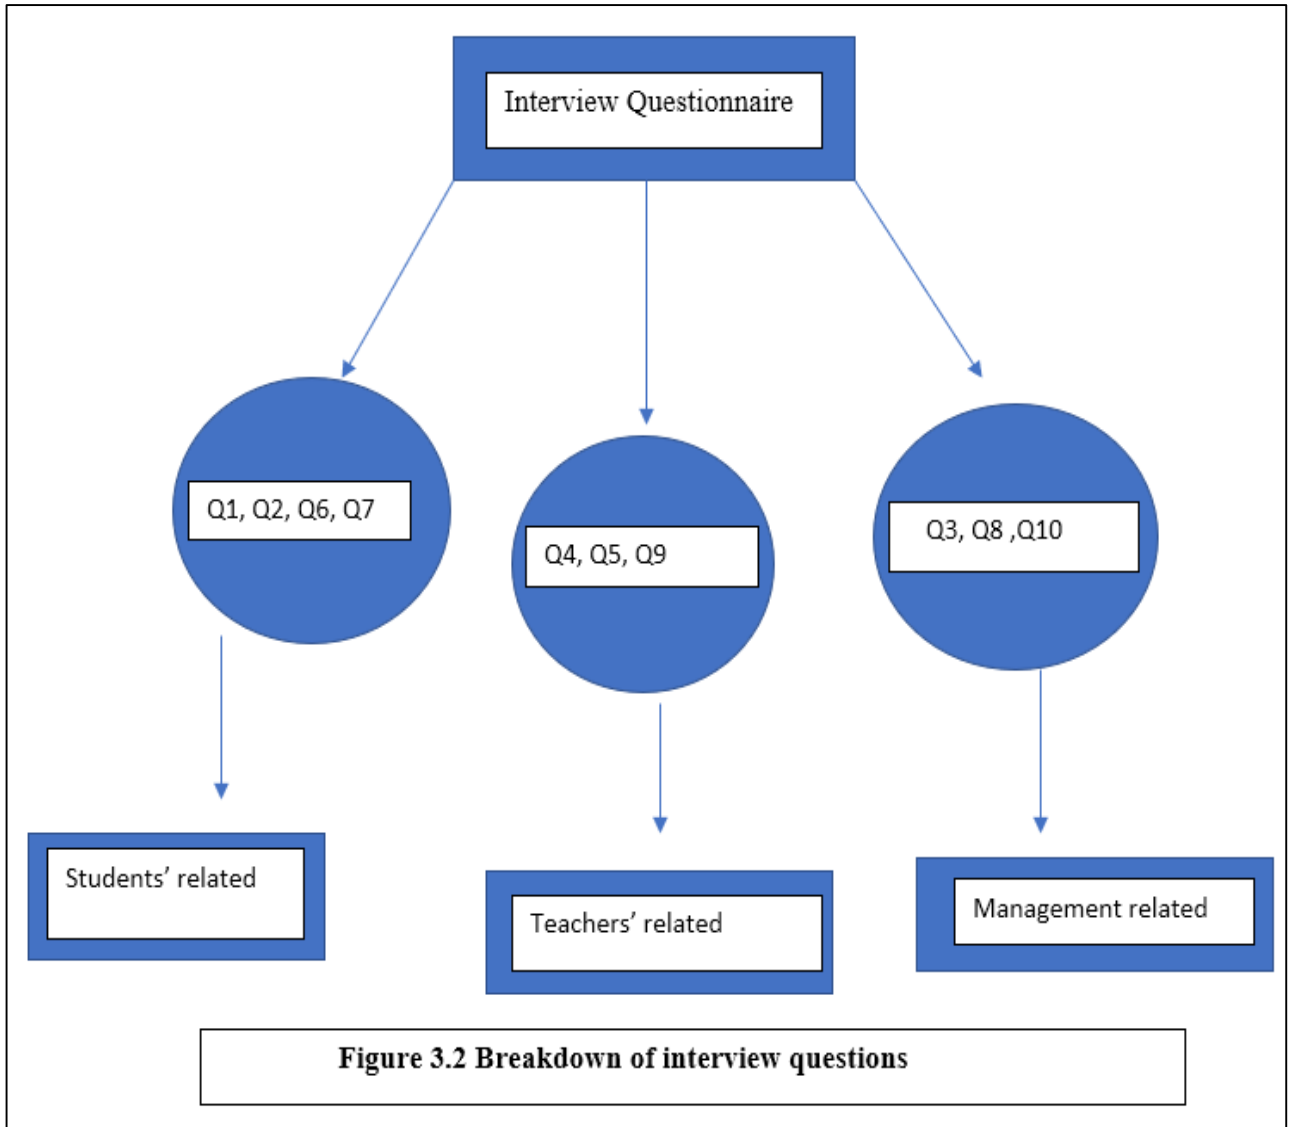 Interview Questionnaire
Q1, Q2, Q6, Q7
Q4, Q5, Q9
Q3, Q8 ,Q10
Students’ related
Teachers’ related
Management related
Figure 3.2 Breakdown of interview questions